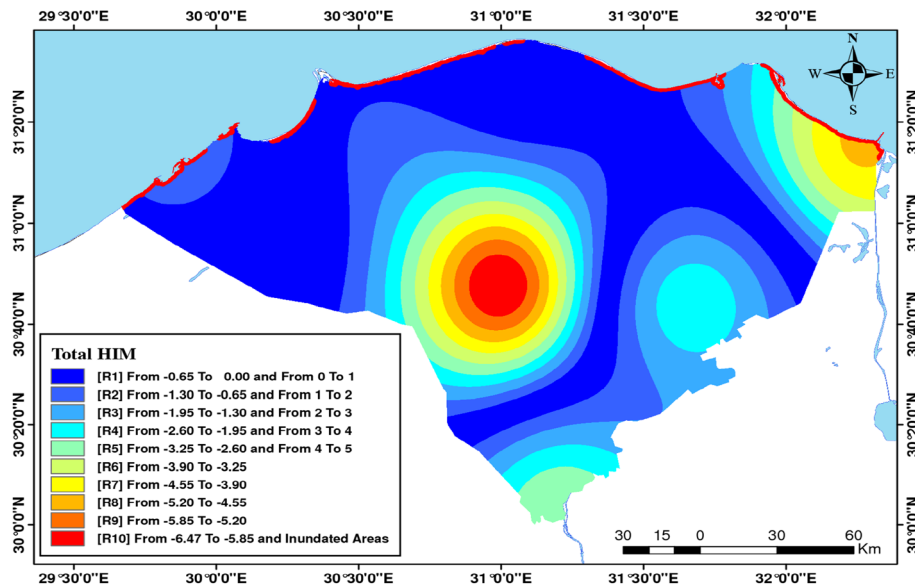 29°30'0"E 30°0'0"E 30°30'0"E 31°0'0"E 31°30'0"E 32°0'0"E
N
W E
S
31°20'0"N 31°20'0"N
31°0'0"N 31°0'0"N
30°40'0"N 30°40'0"N
30°20'0"N 30°20'0"N
30°0'0"N 30°0'0"N
Total HIM
[R1] From -0.65 To 0.00 and From 0 To 1
[R2] From -1.30 To -0.65 and From 1 To 2
[R3] From -1.95 To -1.30 and From 2 To 3
[R4] From -2.60 To -1.95 and From 3 To 4
[R5] From -3.25 To -2.60 and From 4 To 5
[R6] From -3.90 To -3.25
[R7] From -4.55 To -3.90
[R8] From -5.20 To -4.55
[R9] From -5.85 To -5.20
[R10] From -6.47 To -5.85 and Inundated Areas
30 15 0 30 60
Km
29°30'0"E 30°0'0"E 30°30'0"E 31°0'0"E 31°30'0"E 32°0'0"E